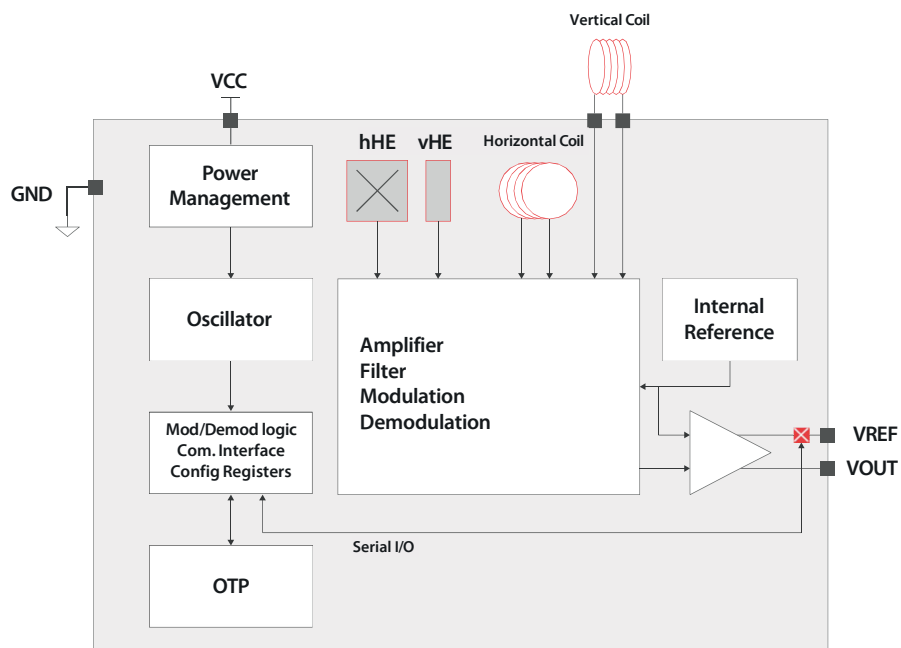 Vertical Coil
VCC
hHE
vHE
Horizontal Coil
GND
Power
Management
Oscillator
Internal
Reference
Amplifier
Filter
Modulation
Demodulation
Mod/Demod logic
Com. Interface
Config Registers
VREF
VOUT
Serial I/O
OTP